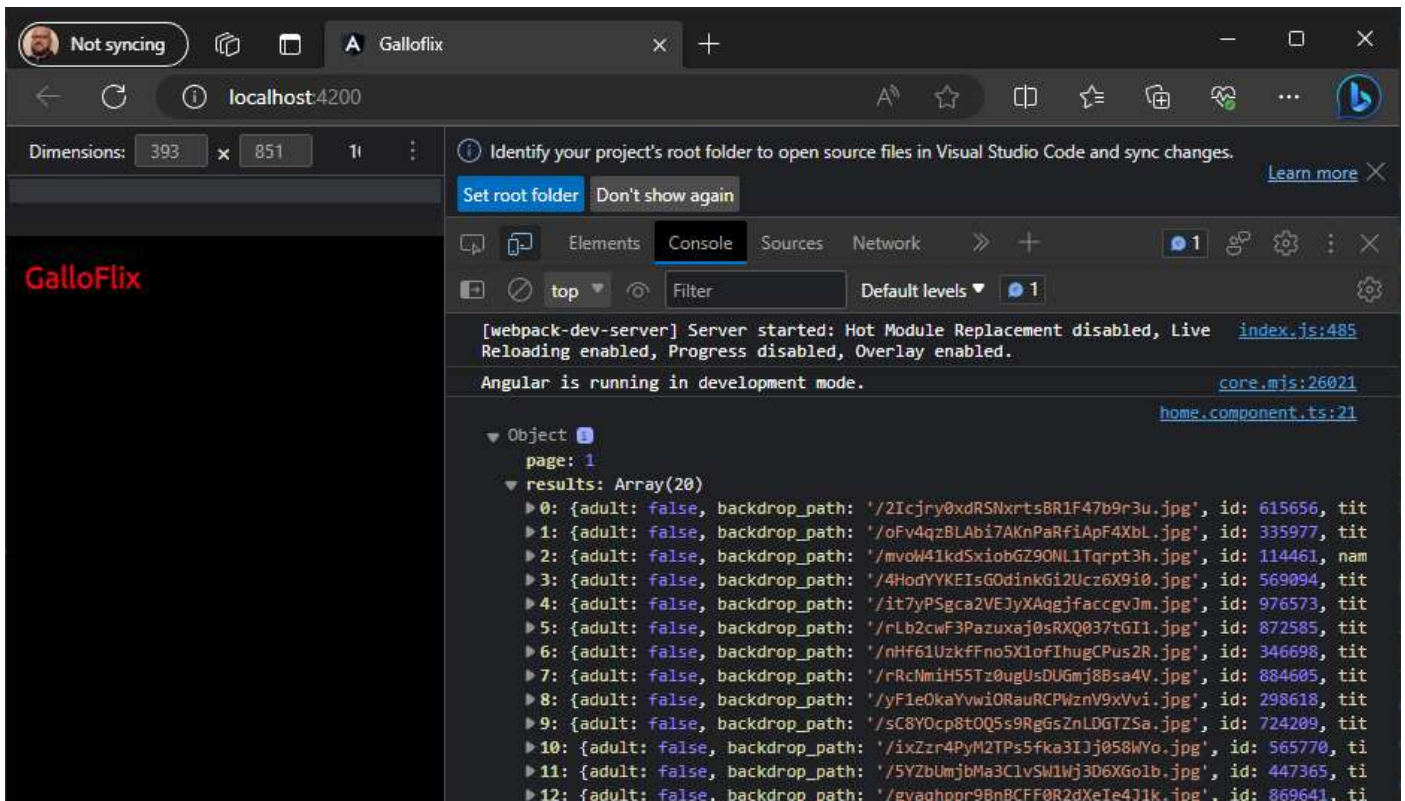 Not syncing
Galloflix
localhost:4200
Dimensions: 393 x 851
Identify your project's root folder to open source files in Visual Studio Code and sync changes.
Learn more
Set root folder Don't show again
Elements Console Sources Network
1
GalloFlix
top Filter Default levels 1
[webpack-dev-server] Server started: Hot Module Replacement disabled, Live index.js:485
Reloading enabled, Progress disabled, Overlay enabled.
Angular is running in development mode. core.mjs:26021
home.component.ts:21
Object
page: 1
results: Array(20)
0: {adult: false, backdrop_path: '/2Icjry0xdRSNxrtsBR1F47b9r3u.jpg', id: 615656, tit
1: {adult: false, backdrop_path: '/oFv4qzBLAbi7AKnPaRfiApF4XbL.jpg', id: 335977, tit
2: {adult: false, backdrop_path: '/mvoW41kdSxiobGZ9ONL1Tqrpt3h.jpg', id: 114461, nam
3: {adult: false, backdrop_path: '/4HodYYKEIsGOdinkGi2Ucz6X9i0.jpg', id: 569094, tit
4: {adult: false, backdrop_path: '/it7yPSgca2VEJyXAqgjfaccgvJm.jpg', id: 976573, tit
5: {adult: false, backdrop_path: '/rLb2cwF3Pazuxaj0sRXQ037tGI1.jpg', id: 872585, tit
6: {adult: false, backdrop_path: '/nHf61UzkfFno5X1ofIhugCPus2R.jpg', id: 346698, tit
7: {adult: false, backdrop_path: '/rRcNmiH55Tz0ugUsDUGmj8Bsa4V.jpg', id: 884605, tit
8: {adult: false, backdrop_path: '/yF1eOkaYvwiORauRCPWznV9xVvi.jpg', id: 298618, tit
9: {adult: false, backdrop_path: '/sC8YOcp8tOQ5s9RgGsZnLDGTZSa.jpg', id: 724209, tit
10: {adult: false, backdrop_path: '/ixZzr4PyM2TPs5fka3IJj058WYo.jpg', id: 565770, ti
11: {adult: false, backdrop_path: '/5YZbUmjbMa3ClvSW1Wj3D6XGolb.jpg', id: 447365, ti
12: {adult: false, backdrop_path: '/gyaghppr9BnBCFF0R2dXeIe4J1k.jpg', id: 869641, ti